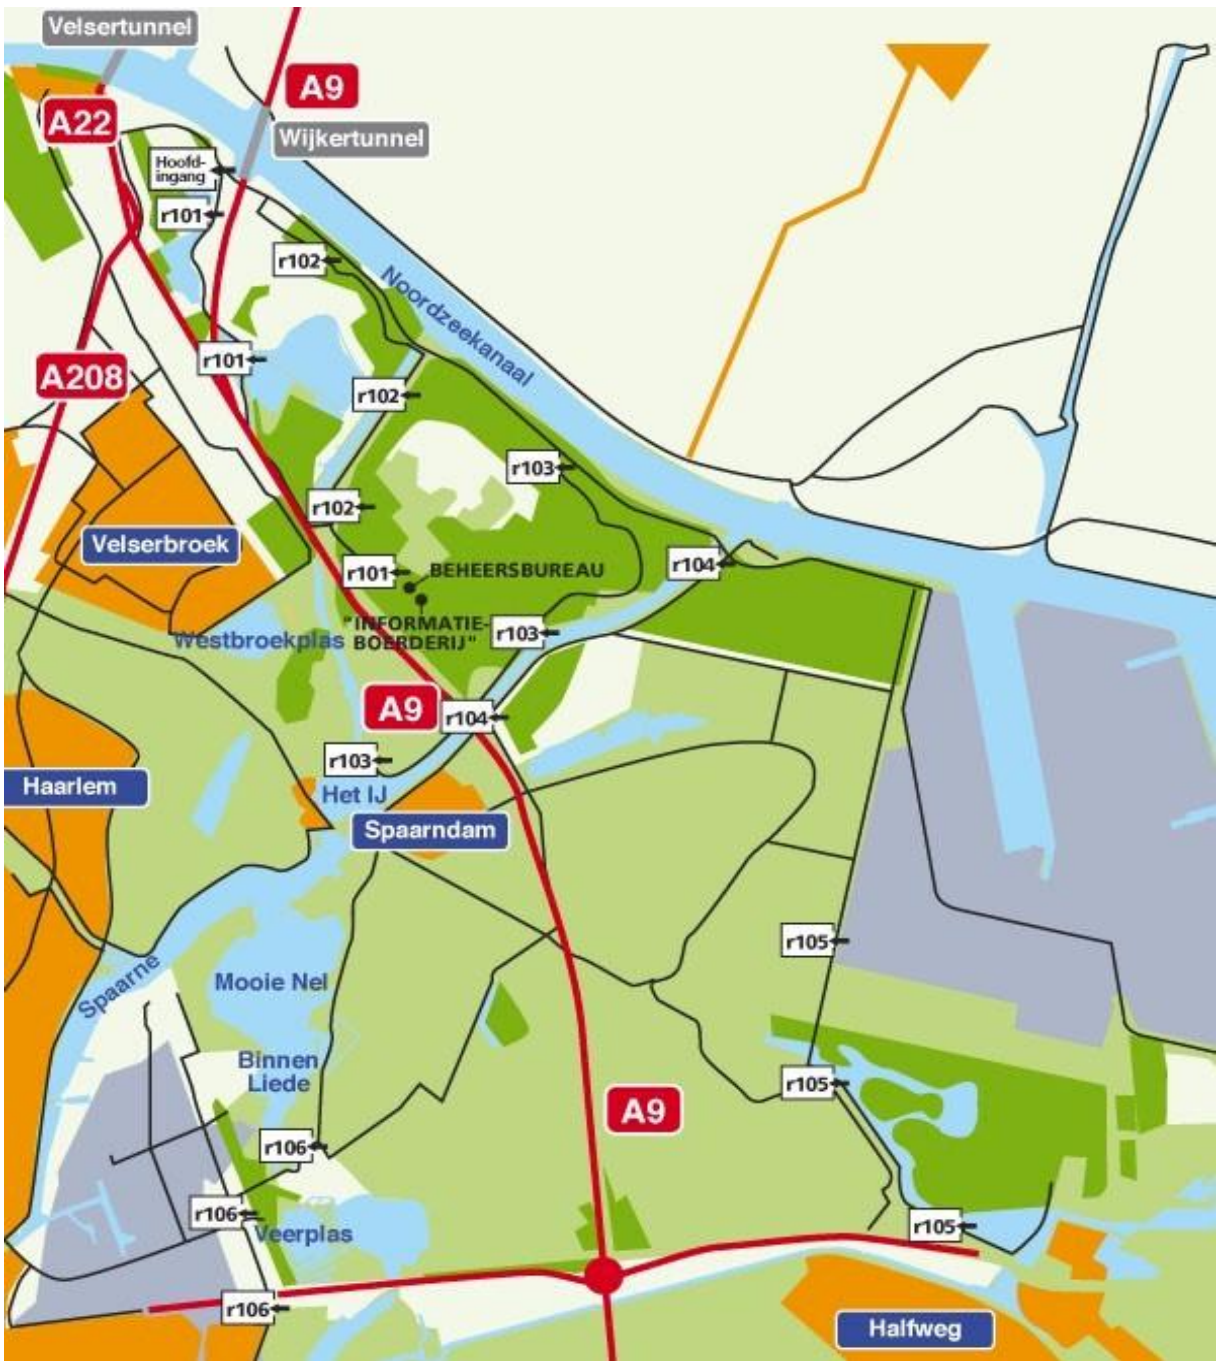 Velsertunnel
A9
A22
Wijkertunnel
Hoofd-
ingang
r101
r102
Noordzeekanaal
r101
A208
r102
r103
r102
Velserbroek
r104
r101
BEHEERSBUREAU
"INFORMATIE-
BOERDERIJ"
r103
Westbroekplas
A9
r104
r103
Haarlem
Het IJ
Spaarndam
r105
Mooie Nel
Spaarne
Binnen
Liede
r105
A9
r106
r106
Veerplas
r105
r106
Halfweg